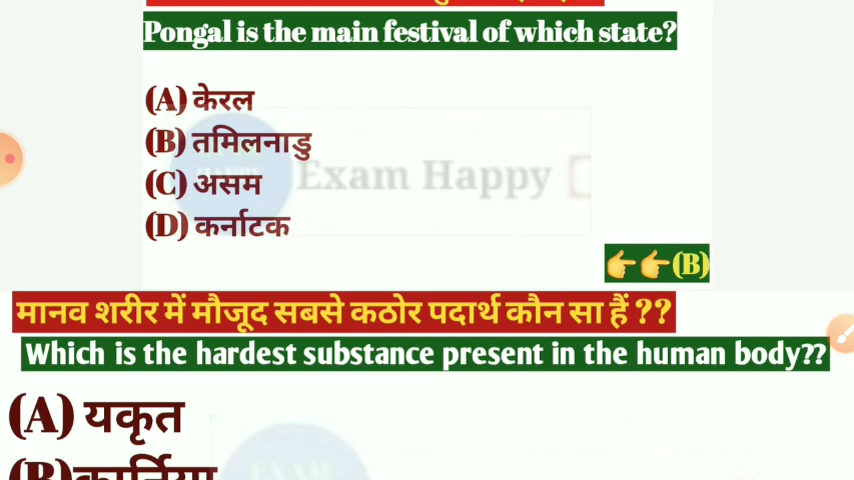 Pongal is the main festival of which state?
(A) केरल
(B) तमिलनाडु
(C) असम
(D) कर्नाटक
Exam Happy
👉👉(B)
मानव शरीर में मौजूद सबसे कठोर पदार्थ कौन सा हैं ??
Which is the hardest substance present in the human body??
(A) यकृत
(B)